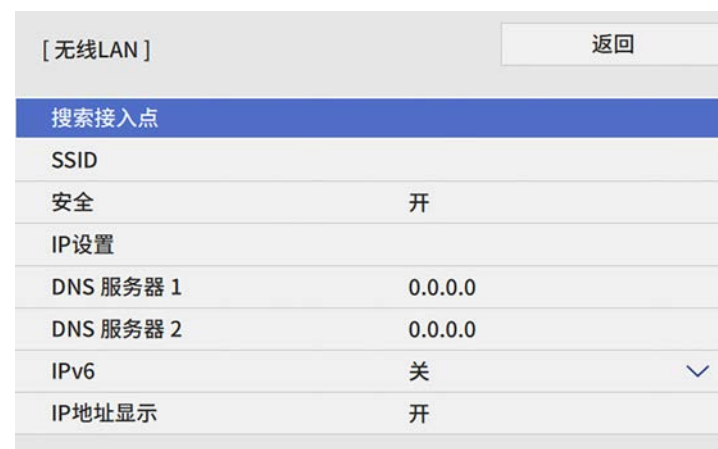 [ 无线LAN ]
返回
搜索接入点
SSID
安全 开
IP设置
DNS 服务器 1 0.0.0.0
DNS 服务器 2 0.0.0.0
IPv6 关
IP地址显示 开